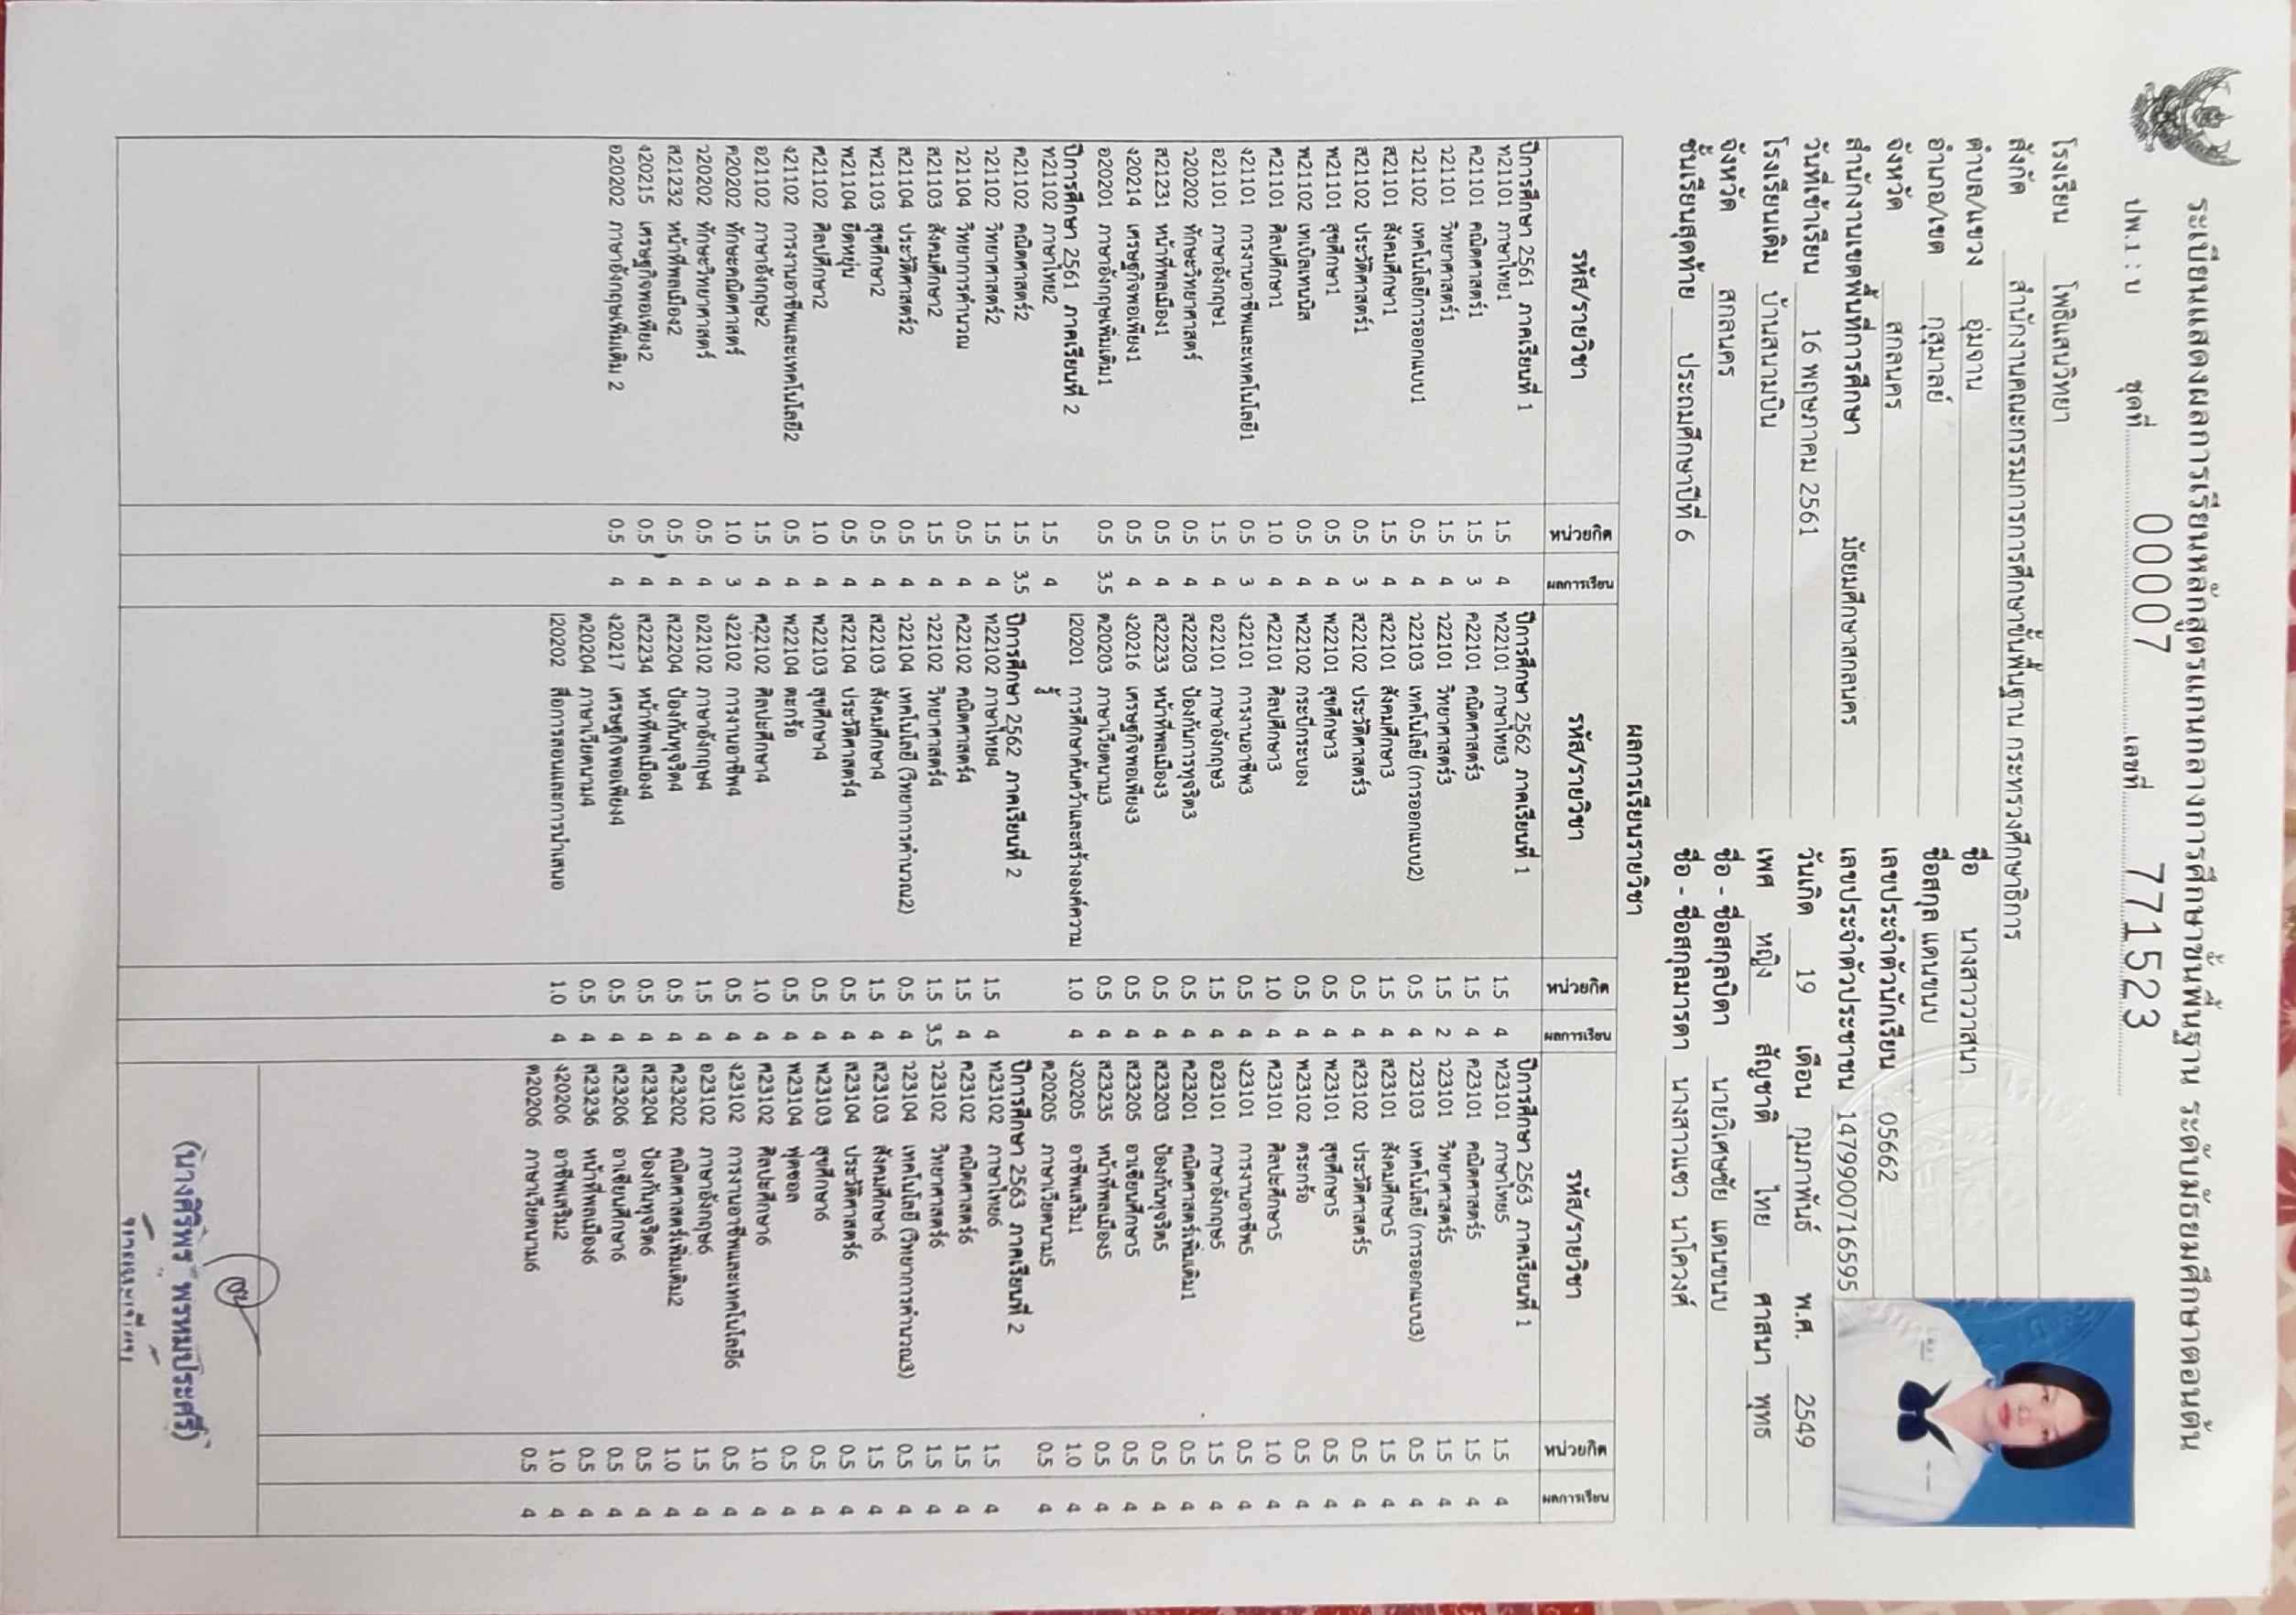 ระเบียนแสดงผลการเรียนหลักสูตรแกนกลางการศึกษาขั้นพื้นฐาน ระดับมัธยมศึกษาตอนต้น
ปพ.1 : บ ชุดที่ 00007 เลขที่ 771523
โรงเรียน โพธิแสนวิทยา
สังกัด สำนักงานคณะกรรมการการศึกษาขั้นพื้นฐาน กระทรวงศึกษาธิการ
ตำบล/แขวง อุ่มจาน
อำเภอ/เขต กุสุมาลย์
จังหวัด สกลนคร
สำนักงานเขตพื้นที่การศึกษา มัธยมศึกษาสกลนคร
วันที่เข้าเรียน 16 พฤษภาคม 2561
โรงเรียนเดิม บ้านสนามบิน
จังหวัด สกลนคร
ชั้นเรียนสุดท้าย ประถมศึกษาปีที่ 6
ชื่อ นางสาววาสนา
ชื่อสกุล แดนขนบ
เลขประจำตัวนักเรียน 05662
เลขประจำตัวประชาชน 1479900716595
วันเกิด 19 เดือน กุมภาพันธ์ พ.ศ. 2549
เพศ หญิง สัญชาติ ไทย ศาสนา พุทธ
ชื่อ - ชื่อสกุลบิดา นายวิเศษชัย แดนขนบ
ชื่อ - ชื่อสกุลมารดา นางสาวแชว นาโควงศ์
ผลการเรียนรายวิชา
รหัส/รายวิชา หน่วยกิต ผลการเรียน
ปีการศึกษา 2561 ภาคเรียนที่ 1
ท21101 ภาษาไทย1 1.5 4
ค21101 คณิตศาสตร์1 1.5 3
ว21101 วิทยาศาสตร์1 1.5 4
ว21102 เทคโนโลยีการออกแบบ1 0.5 4
ส21101 สังคมศึกษา1 1.5 4
ส21102 ประวัติศาสตร์1 0.5 3
พ21101 สุขศึกษา1 0.5 4
พ21102 เทเบิลเทนนิส 0.5 4
ศ21101 ศิลปศึกษา1 1.0 4
ง21101 การงานอาชีพและเทคโนโลยี1 0.5 3
อ21101 ภาษาอังกฤษ1 1.5 4
ว20202 ทักษะวิทยาศาสตร์ 0.5 4
ส21231 หน้าที่พลเมือง1 0.5 4
ง20214 เศรษฐกิจพอเพียง1 0.5 4
อ20201 ภาษาอังกฤษเพิ่มเติม1 0.5 3.5
ปีการศึกษา 2561 ภาคเรียนที่ 2
ท21102 ภาษาไทย2 1.5 4
ค21102 คณิตศาสตร์2 1.5 3.5
ว21102 วิทยาศาสตร์2 1.5 4
ว21104 วิทยาการคำนวณ 0.5 4
ส21103 สังคมศึกษา2 1.5 4
ส21104 ประวัติศาสตร์2 0.5 4
พ21103 สุขศึกษา2 0.5 4
พ21104 ยืดหยุ่น 0.5 4
ศ21102 ศิลปศึกษา2 1.0 4
ง21102 การงานอาชีพและเทคโนโลยี2 0.5 4
อ21102 ภาษาอังกฤษ2 1.5 4
ค20202 ทักษะคณิตศาสตร์ 1.0 3
ว20202 ทักษะวิทยาศาสตร์ 0.5 4
ส21232 หน้าที่พลเมือง2 0.5 4
ง20215 เศรษฐกิจพอเพียง2 0.5 4
อ20202 ภาษาอังกฤษเพิ่มเติม 2 0.5 4
รหัส/รายวิชา หน่วยกิต ผลการเรียน
ปีการศึกษา 2562 ภาคเรียนที่ 1
ท22101 ภาษาไทย3 1.5 4
ค22101 คณิตศาสตร์3 1.5 4
ว22101 วิทยาศาสตร์3 1.5 2
ว22103 เทคโนโลยี (การออกแบบ2) 0.5 4
ส22101 สังคมศึกษา3 1.5 4
ส22102 ประวัติศาสตร์3 0.5 4
พ22101 สุขศึกษา3 0.5 4
พ22102 กระบี่กระบอง 0.5 4
ศ22101 ศิลปศึกษา3 1.0 4
ง22101 การงานอาชีพ3 0.5 4
อ22101 ภาษาอังกฤษ3 1.5 4
ส22203 ป้องกันการทุจริต3 0.5 4
ส22233 หน้าที่พลเมือง3 0.5 4
ง20216 เศรษฐกิจพอเพียง3 0.5 4
ต20203 ภาษาเวียดนาม3 0.5 4
I20201 การศึกษาค้นคว้าและสร้างองค์ความ 1.0 4
รู้
ปีการศึกษา 2562 ภาคเรียนที่ 2
ท22102 ภาษาไทย4 1.5 4
ค22102 คณิตศาสตร์4 1.5 4
ว22102 วิทยาศาสตร์4 1.5 3.5
ว22104 เทคโนโลยี (วิทยาการคำนวณ2) 0.5 4
ส22103 สังคมศึกษา4 1.5 4
ส22104 ประวัติศาสตร์4 0.5 4
พ22103 สุขศึกษา4 0.5 4
พ22104 ตะกร้อ 0.5 4
ศ22102 ศิลปะศึกษา4 1.0 4
ง22102 การงานอาชีพ4 0.5 4
อ22102 ภาษาอังกฤษ4 1.5 4
ส22204 ป้องกันทุจริต4 0.5 4
ส22234 หน้าที่พลเมือง4 0.5 4
ง20217 เศรษฐกิจพอเพียง4 0.5 4
ต20204 ภาษาเวียดนาม4 0.5 4
I20202 สื่อการสอนและการนำเสนอ 1.0 4
รหัส/รายวิชา หน่วยกิต ผลการเรียน
ปีการศึกษา 2563 ภาคเรียนที่ 1
ท23101 ภาษาไทย5 1.5 4
ค23101 คณิตศาสตร์5 1.5 4
ว23101 วิทยาศาสตร์5 1.5 4
ว23103 เทคโนโลยี (การออกแบบ3) 0.5 4
ส23101 สังคมศึกษา5 1.5 4
ส23102 ประวัติศาสตร์5 0.5 4
พ23101 สุขศึกษา5 0.5 4
พ23102 ตระกร้อ 0.5 4
ศ23101 ศิลปะศึกษา5 1.0 4
ง23101 การงานอาชีพ5 0.5 4
อ23101 ภาษาอังกฤษ5 1.5 4
ค23201 คณิตศาสตร์เพิ่มเติม1 0.5 4
ส23203 ป้องกันทุจริต5 0.5 4
ส23205 อาเซียนศึกษา5 0.5 4
ส23235 หน้าที่พลเมือง5 0.5 4
ง20205 อาชีพเสริม1 1.0 4
ต20205 ภาษาเวียดนาม5 0.5 4
ปีการศึกษา 2563 ภาคเรียนที่ 2
ท23102 ภาษาไทย6 1.5 4
ค23102 คณิตศาสตร์6 1.5 4
ว23102 วิทยาศาสตร์6 1.5 4
ว23104 เทคโนโลยี (วิทยาการคำนวณ3) 0.5 4
ส23103 สังคมศึกษา6 1.5 4
ส23104 ประวัติศาสตร์6 0.5 4
พ23103 สุขศึกษา6 0.5 4
พ23104 ฟุตซอล 0.5 4
ศ23102 ศิลปะศึกษา6 1.0 4
ง23102 การงานอาชีพและเทคโนโลยี6 0.5 4
อ23102 ภาษาอังกฤษ6 1.5 4
ค23202 คณิตศาสตร์เพิ่มเติม2 1.0 4
ส23204 ป้องกันทุจริต6 0.5 4
ส23206 อาเซียนศึกษา6 0.5 4
ส23236 หน้าที่พลเมือง6 0.5 4
ง20206 อาชีพเสริม2 1.0 4
ต20206 ภาษาเวียดนาม6 0.5 4
(นางศิริพร พรหมประศรี)